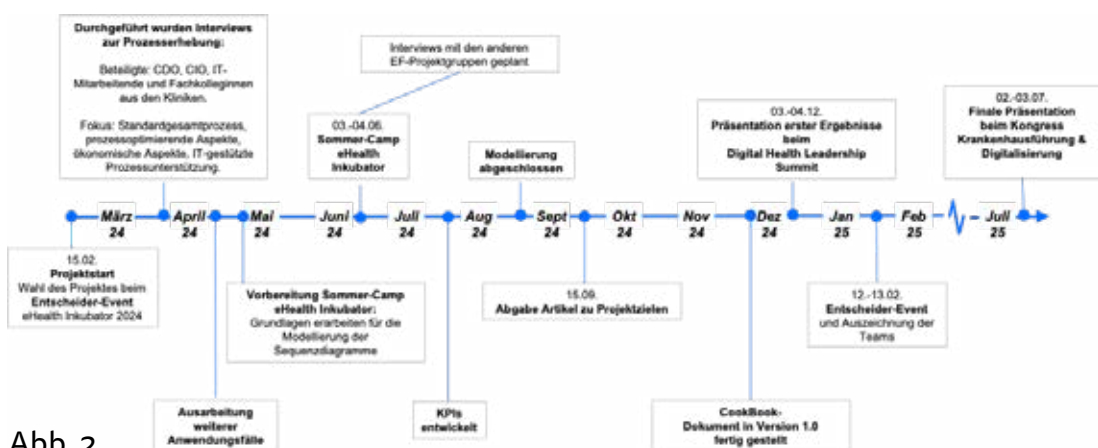 Durchgeführt wurden Interviews
zur Prozesserhebung:
Beteiligte: CDO, CIO, IT-
Mitarbeitende und Fachkolleginnen
aus den Kliniken.
Fokus: Standardgesamtprozess,
prozessoptimierende Aspekte,
ökonomische Aspekte, IT-gestützte
Prozessunterstützung.
Interviews mit den anderen
EF-Projektgruppen geplant
03.-04.06.
Sommer-Camp
eHealth
Inkubator
Modellierung
abgeschlossen
03.-04.12.
Präsentation erster Ergebnisse
beim
Digital Health Leadership
Summit
02.-03.07.
Finale Präsentation
beim Kongress
Krankenhausführung &
Digitalisierung
März 24
April 24
Mai 24
Juni 24
Juli 24
Aug 24
Sept 24
Okt 24
Nov 24
Dez 24
Jan 25
Feb 25
Juli 25
15.02.
Projektstart
Wahl des Projektes beim
Entscheider-Event
eHealth Inkubator 2024
Vorbereitung Sommer-Camp
eHealth Inkubator:
Grundlagen erarbeiten für die
Modellierung der
Sequenzdiagramme
15.09.
Abgabe Artikel zu Projektzielen
12.-13.02.
Entscheider-Event
und Auszeichnung der
Teams
Ausarbeitung
weiterer
Anwendungsfälle
KPIs
entwickelt
CookBook-
Dokument in Version 1.0
fertig gestellt
Abb. 2